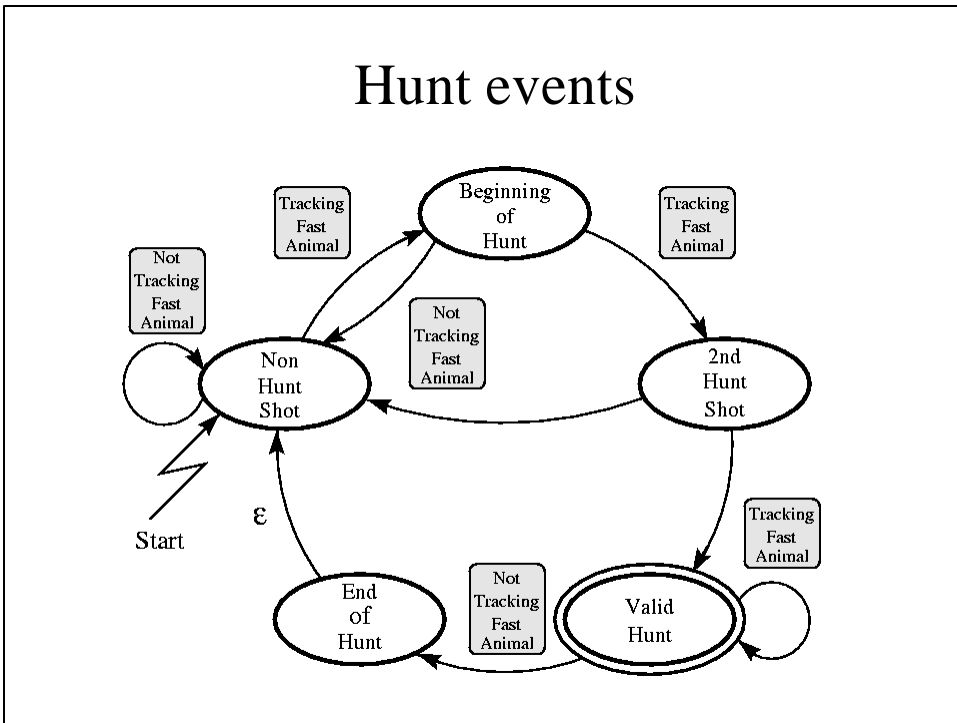 Hunt events
Tracking
Fast
Animal
Beginning
of
Hunt
Tracking
Fast
Animal
Not
Tracking
Fast
Animal
Not
Tracking
Fast
Animal
Non
Hunt
Shot
2nd
Hunt
Shot
Start
ε
Tracking
Fast
Animal
End
of
Hunt
Not
Tracking
Fast
Animal
Valid
Hunt